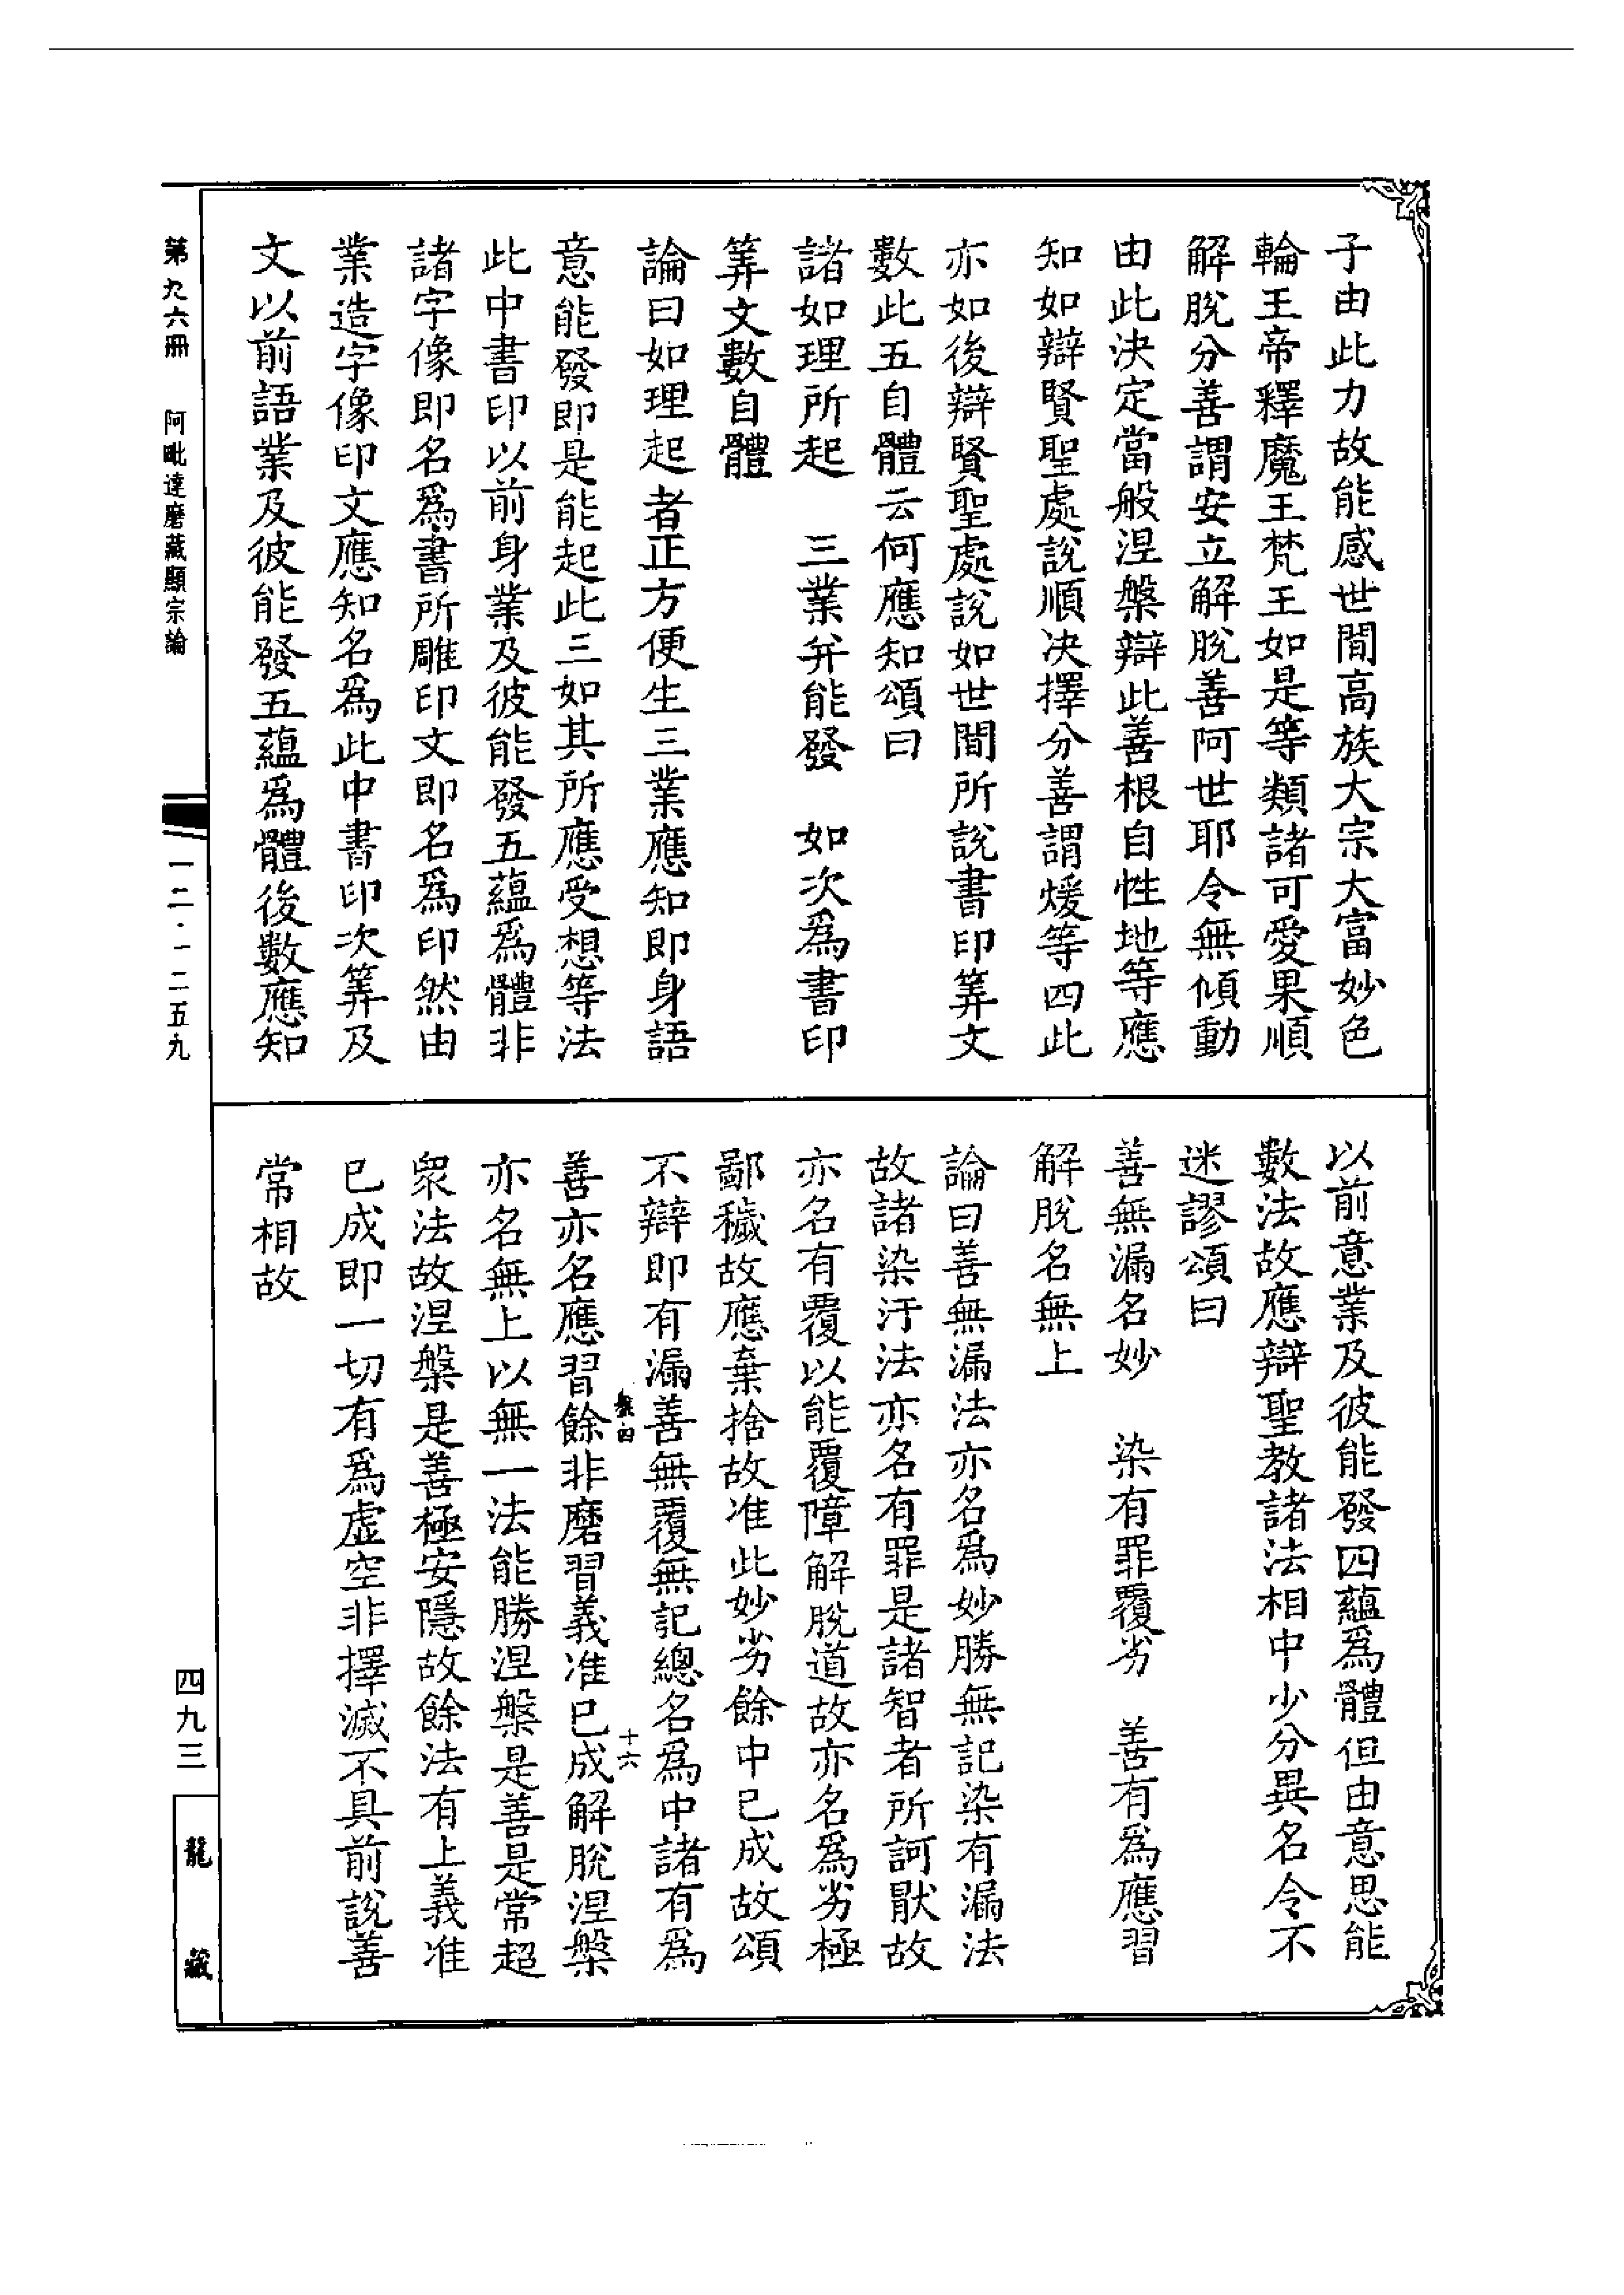 子由此力故能感世間高族大宗大富妙色
輪王帝釋魔王梵王如是等類諸可愛果順
解脫分善謂安立解脫善阿世耶令無傾動
由此決定當般涅槃辯此善根自性地等應
知如辯賢聖處說順決擇分善謂煖等四此
亦如後辯賢聖處說如世間所說書印筭文
數此五自體云何應知頌曰
諸如理所起　三業并能發　如次為書印
筭文數自體
論曰如理起者正方便生三業應知即身語
意能發即是能起此三如其所應受想等法
此中書印以前身業及彼能發五蘊爲體非
諸字像即名爲書所雕印文即名爲印然由
業造字像印文應知名爲此中書印次筭及
文以前語業及彼能發五蘊爲體後數應知
以前意業及彼能發四蘊爲體但由意思能
數法故應辯聖教諸法相中少分異名令不
迷謬頌曰
善無漏名妙　染有罪覆劣　善有爲應習
解脫名無上
論曰善無漏法亦名爲妙勝無記染有漏法
故諸染汙法亦名有罪是諸智者所訶猒故
亦名有覆以能覆障解脫道故亦名爲劣極
鄙穢故應棄捨故准此妙劣餘中已成故頌
不辯即有漏善無覆無記總名爲中諸有爲
善亦名應習餘非磨習義准已成解脫涅槃
十六
亦名無上以無一法能勝涅槃是善是常超
衆法故涅槃是善極安隱故餘法有上義准
已成即一切有爲虛空非擇滅不具前說善
常相故
第九六冊　阿毗達磨藏顯宗論
一二·一二五九
四九三
龍藏